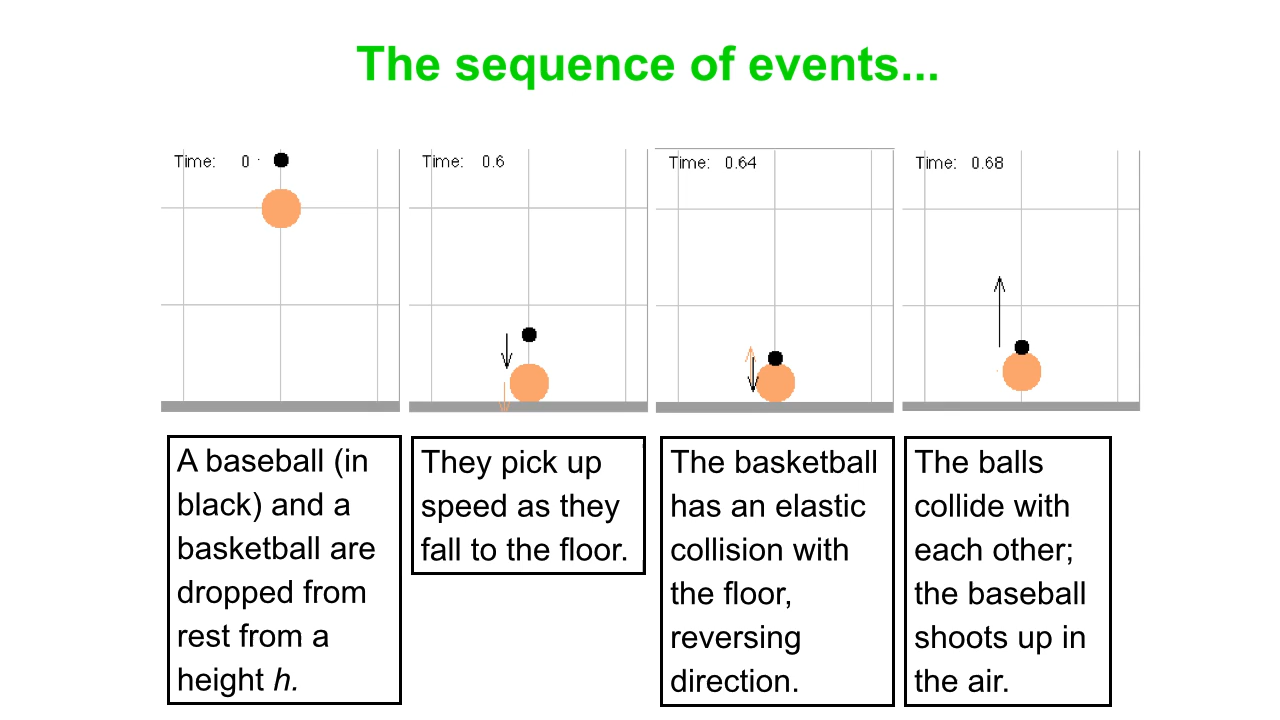 The sequence of events...
Time: 0
Time: 0.6
Time: 0.64
Time: 0.68
A baseball (in
black) and a
basketball are
dropped from
rest from a
height h.
They pick up
speed as they
fall to the floor.
The basketball
has an elastic
collision with
the floor,
reversing
direction.
The balls
collide with
each other;
the baseball
shoots up in
the air.